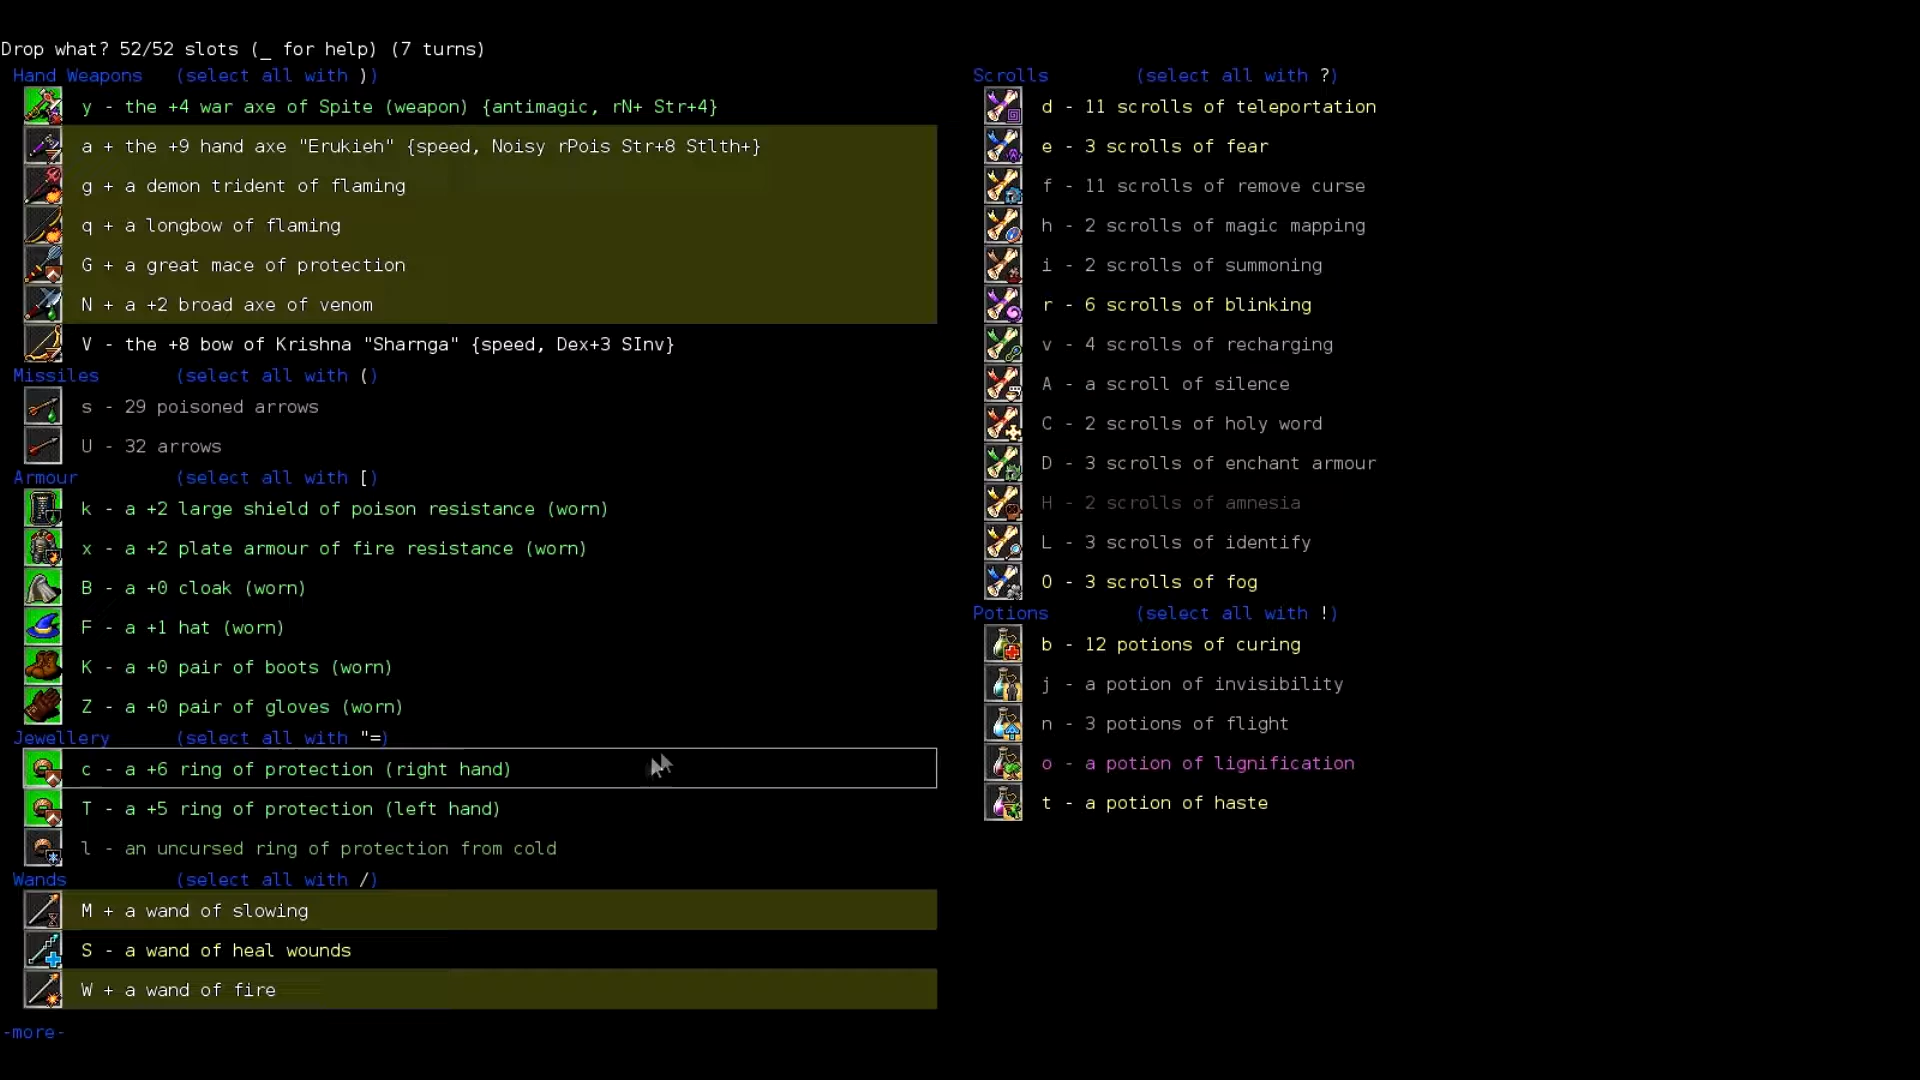 Drop what? 52/52 slots (_ for help) (7 turns)
Hand Weapons (select all with ))
y - the +4 war axe of Spite (weapon) {antimagic, rN+ Str+4}
a + the +9 hand axe "Erukieh" {speed, Noisy rPois Str+8 Stlth+}
g + a demon trident of flaming
q + a longbow of flaming
G + a great mace of protection
N + a +2 broad axe of venom
V - the +8 bow of Krishna "Sharnga" {speed, Dex+3 SInv}
Missiles (select all with ()
s - 29 poisoned arrows
U - 32 arrows
Armour (select all with [)
k - a +2 large shield of poison resistance (worn)
x - a +2 plate armour of fire resistance (worn)
B - a +0 cloak (worn)
F - a +1 hat (worn)
K - a +0 pair of boots (worn)
Z - a +0 pair of gloves (worn)
Jewellery (select all with "=)
c - a +6 ring of protection (right hand)
T - a +5 ring of protection (left hand)
l - an uncursed ring of protection from cold
Wands (select all with /)
M + a wand of slowing
S - a wand of heal wounds
W + a wand of fire
-more-
Scrolls (select all with ?)
d - 11 scrolls of teleportation
e - 3 scrolls of fear
f - 11 scrolls of remove curse
h - 2 scrolls of magic mapping
i - 2 scrolls of summoning
r - 6 scrolls of blinking
v - 4 scrolls of recharging
A - a scroll of silence
C - 2 scrolls of holy word
D - 3 scrolls of enchant armour
H - 2 scrolls of amnesia
L - 3 scrolls of identify
O - 3 scrolls of fog
Potions (select all with !)
b - 12 potions of curing
j - a potion of invisibility
n - 3 potions of flight
o - a potion of lignification
t - a potion of haste